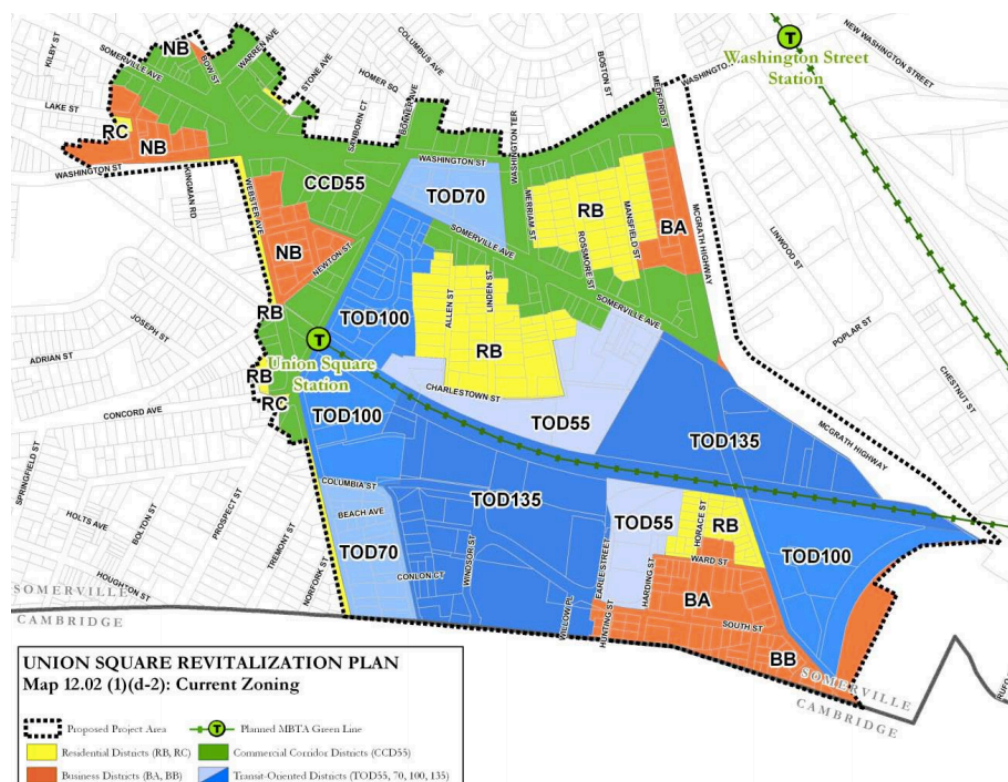 KILBY ST
SOMERVILLE AVE
NB
BOW ST
WARREN AVE
STONE AVE
HOMER SQ
COLUMBUS AVE
SANBORN CT
BONNER AVE
BOSTON ST
MEDFORD ST
WASHINGTON
NEW WASHINGTON STREET
Washington Street
Station
T
LAKE ST
RC
NB
WASHINGTON ST
KINGMAN RD
WEBSTER AVE
CCD55
WASHINGTON ST
WASHINGTON TER
TOD70
MERRIAM ST
RB
MANSFIELD ST
BA
MCGRATH HIGHWAY
ROSSMORE ST
LINWOOD ST
NB
NEWTON ST
SOMERVILLE AVE
SOMERVILLE AVE
JOSEPH ST
RB
ALLEN ST
LINDEN ST
TOD100
T
Union Square
Station
RB
POPLAR ST
CHESTNUT ST
ADRIAN ST
RB
RC
CONCORD AVE
CHARLESTOWN ST
TOD55
TOD100
TOD135
MCGRATH HIGHWAY
SPRINGFIELD ST
HOLTS AVE
BOLTON ST
PROSPECT ST
TREMONT ST
HOUGHTON ST
NORFORK ST
COLUMBIA ST
BEACH AVE
TOD70
CONLON CT
WINDSOR ST
TOD135
TOD55
EARLE STREET
HARDING ST
HORACE ST
RB
WARD ST
TOD100
WILLOW PL
HUNTING ST
BA
SOUTH ST
BB
SOMERVILLE
CAMBRIDGE
SOMERVILLE
CAMBRIDGE
RUFO
UNION SQUARE REVITALIZATION PLAN
Map 12.02 (1)(d-2): Current Zoning
Proposed Project Area
T
Planned MBTA Green Line
Residential Districts (RB, RC)
Commercial Corridor Districts (CCD55)
Business Districts (BA, BB)
Transit-Oriented Districts (TOD55, 70, 100, 135)